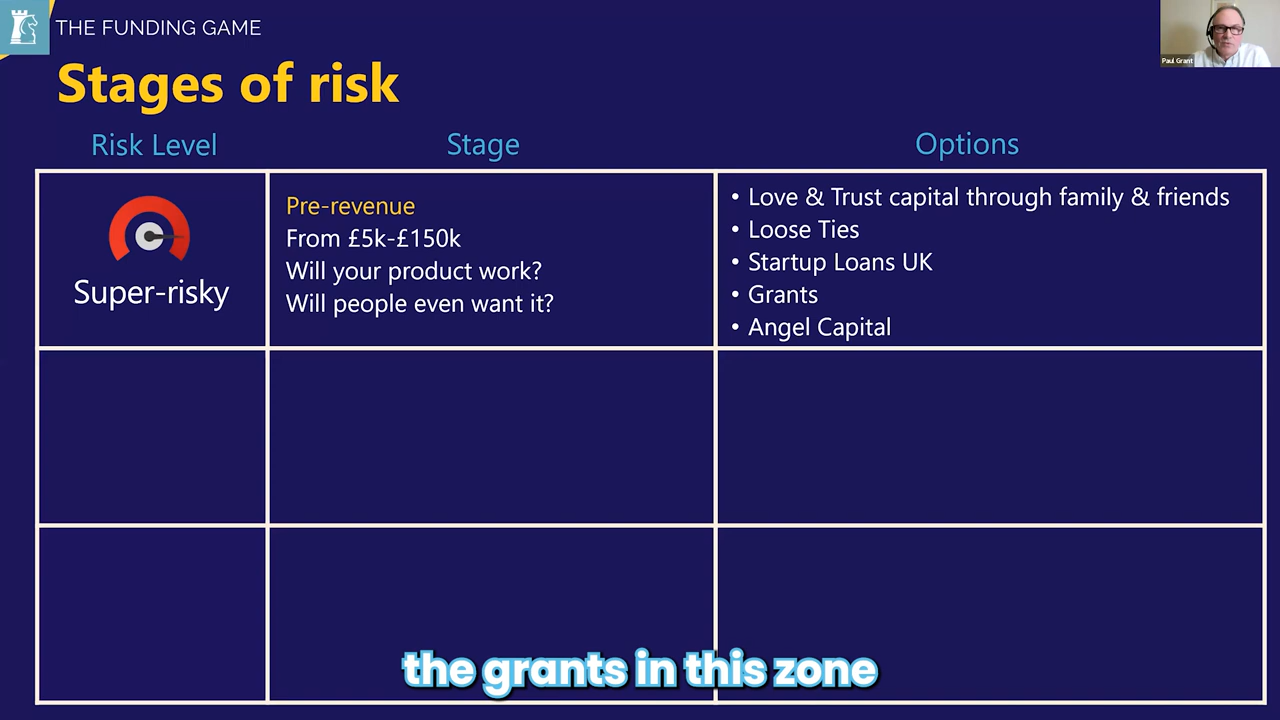 THE FUNDING GAME
Paul Grant
Stages of risk
Risk Level
Stage
Options
Super-risky
Pre-revenue
From £5k-£150k
Will your product work?
Will people even want it?
• Love & Trust capital through family & friends
• Loose Ties
• Startup Loans UK
• Grants
• Angel Capital
the grants in this zone